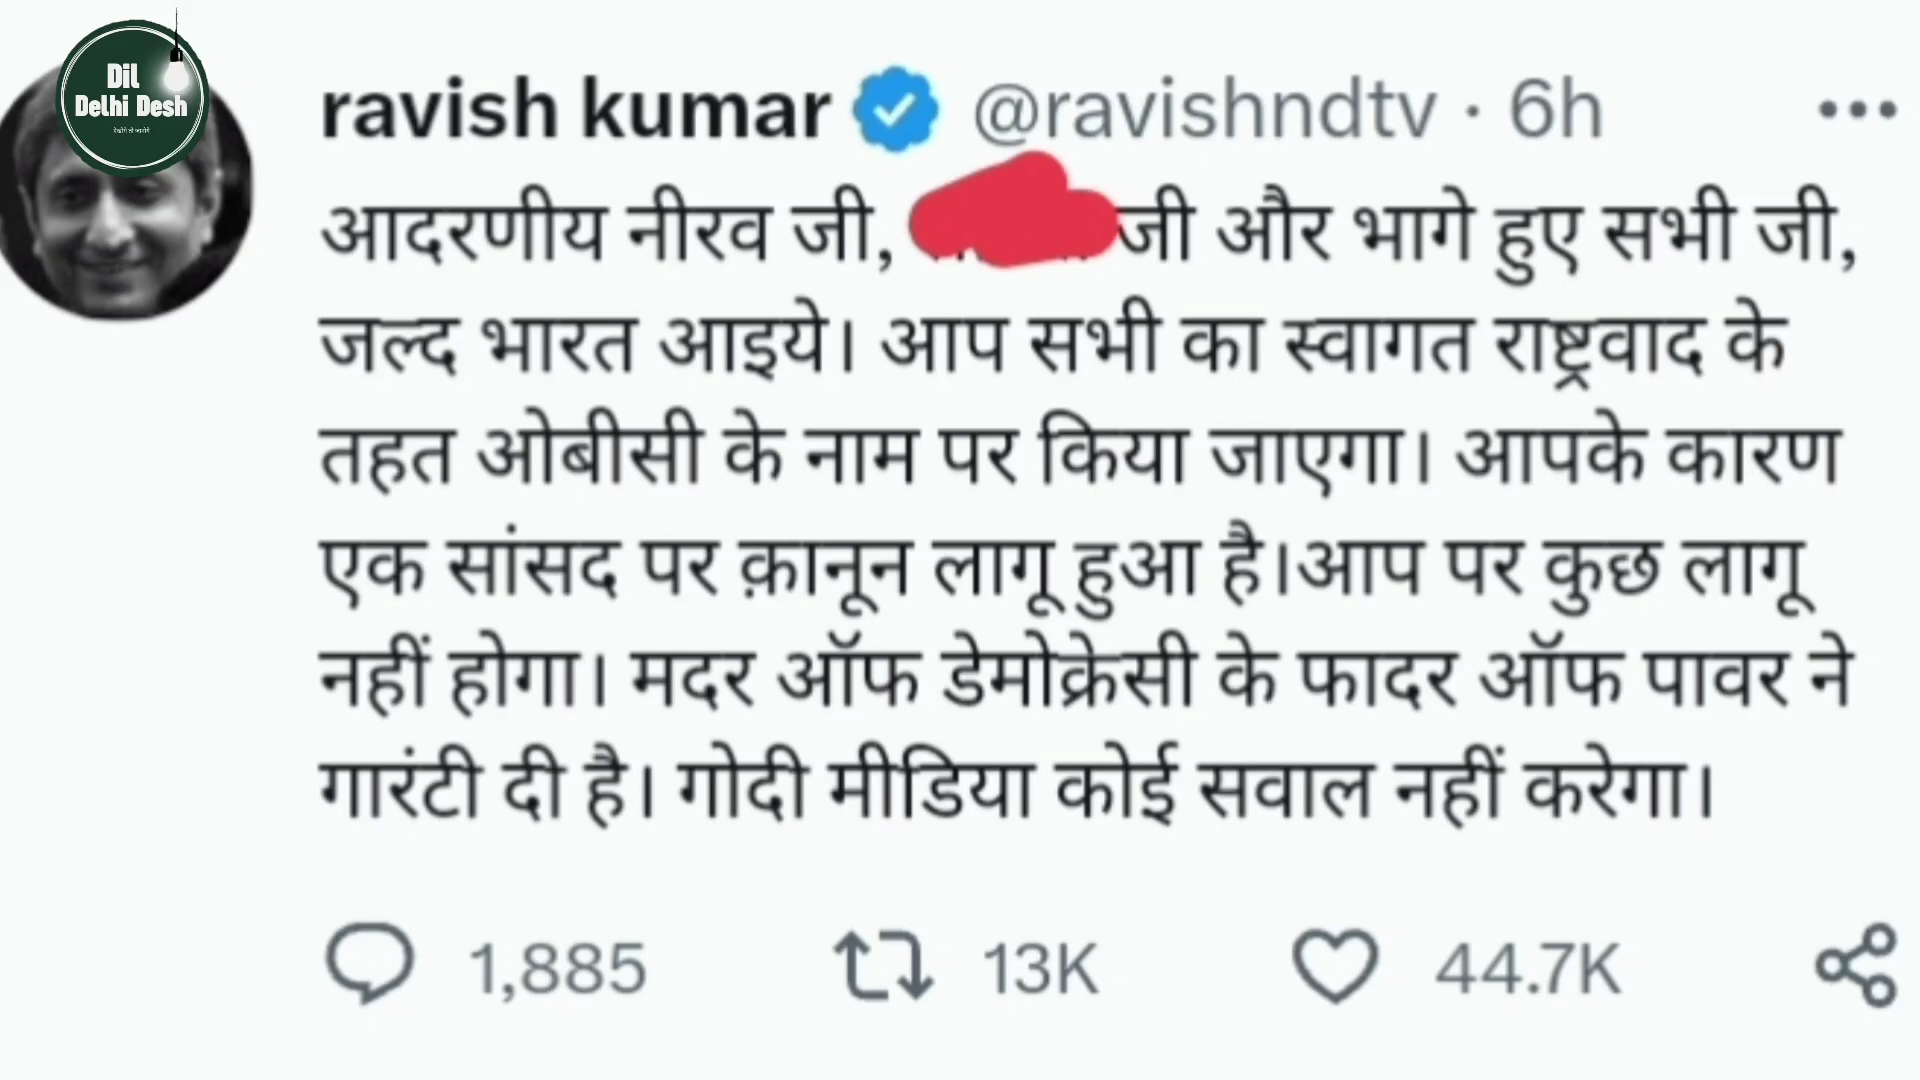 Dil
Delhi Desh
देखोगे तो जानोगे
ravish kumar @ravishndtv · 6h
आदरणीय नीरव जी, जी और भागे हुए सभी जी,
जल्द भारत आइये। आप सभी का स्वागत राष्ट्रवाद के
तहत ओबीसी के नाम पर किया जाएगा। आपके कारण
एक सांसद पर क़ानून लागू हुआ है।आप पर कुछ लागू
नहीं होगा। मदर ऑफ डेमोक्रेसी के फादर ऑफ पावर ने
गारंटी दी है। गोदी मीडिया कोई सवाल नहीं करेगा।
1,885 13K 44.7K